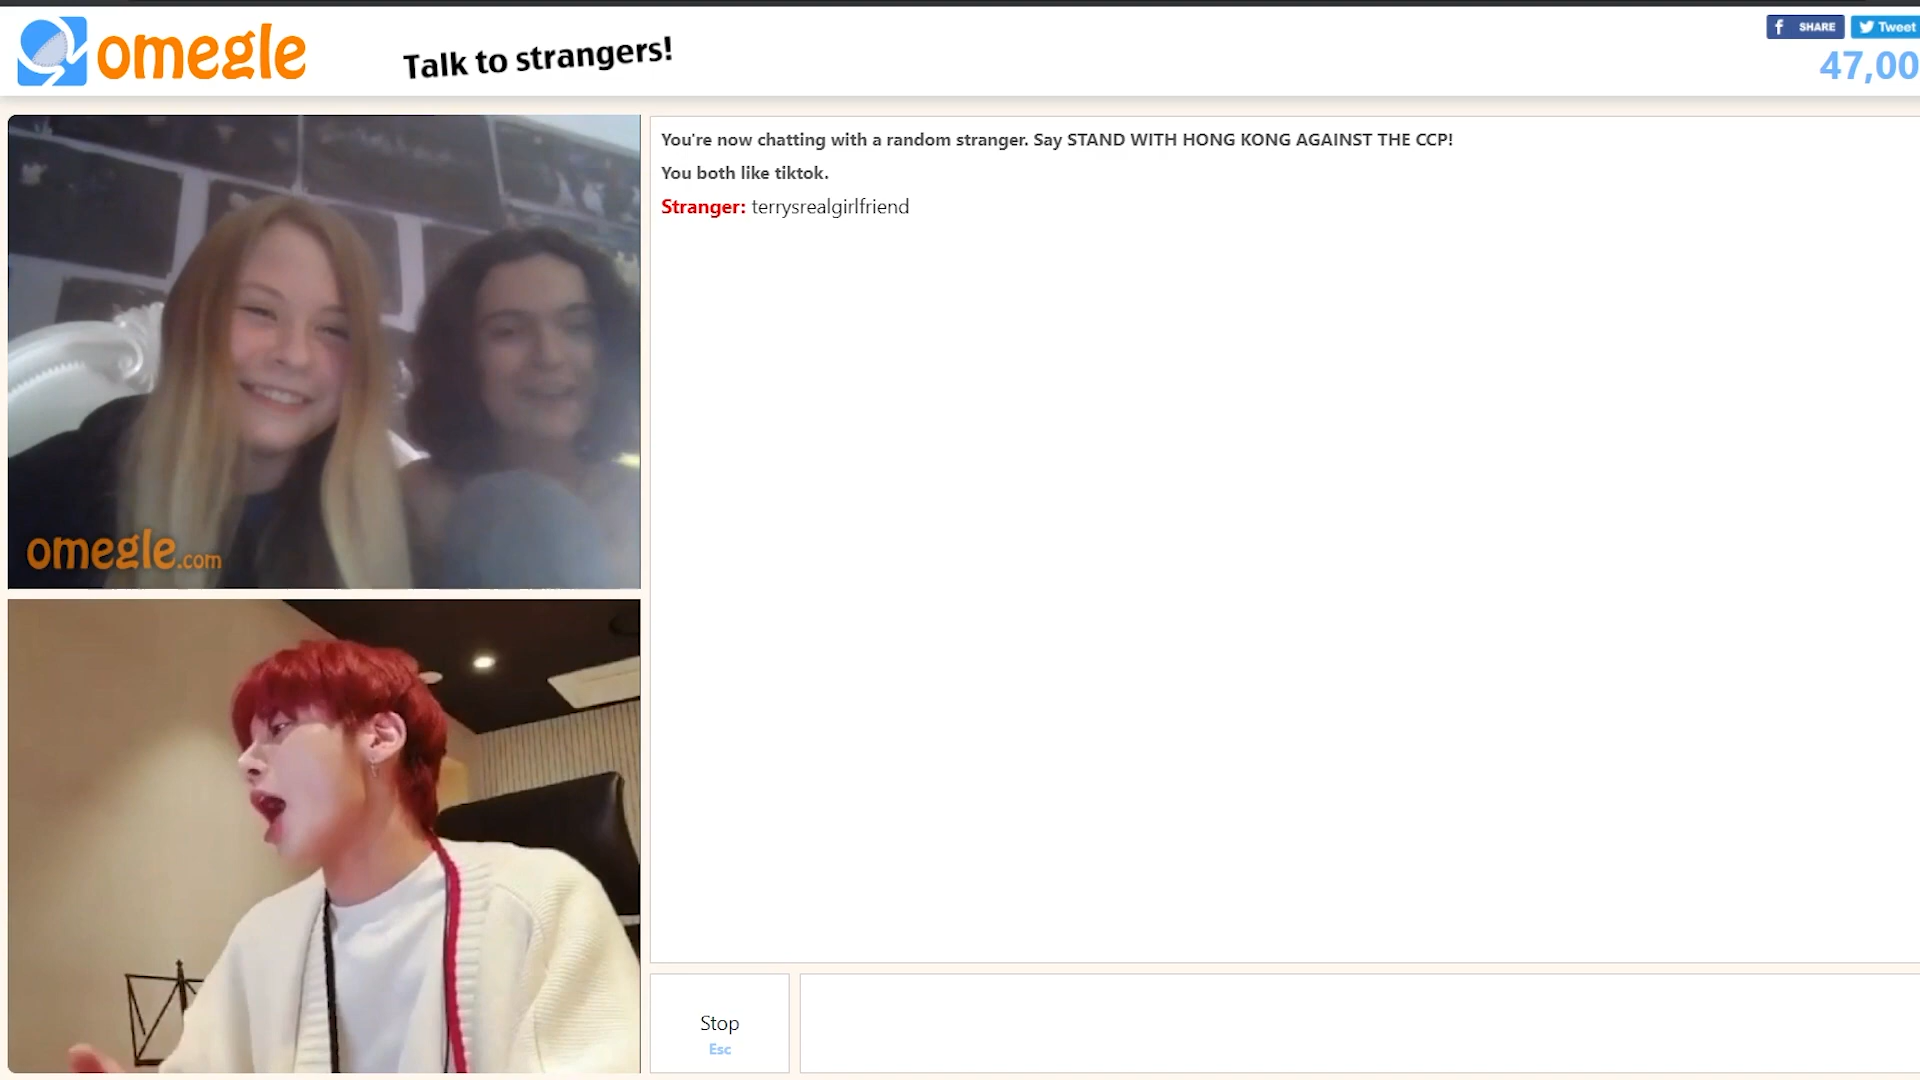 omegle
Talk to strangers!
SHARE
Tweet
47,00
You're now chatting with a random stranger. Say STAND WITH HONG KONG AGAINST THE CCP!
You both like tiktok.
Stranger: terrysrealgirlfriend
omegle.com
Stop
Esc